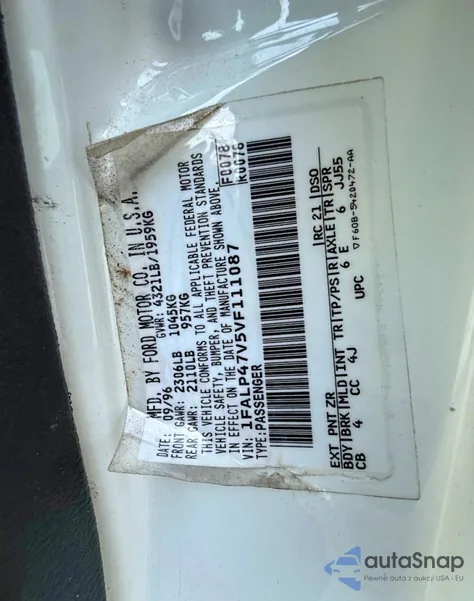 MFD. BY FORD MOTOR CO. IN U.S.A.
DATE: 09/96 GVWR: 4321LB/1959KG
FRONT GAWR: 2306LB 1045KG
REAR GAWR: 2110LB 957KG
THIS VEHICLE CONFORMS TO ALL APPLICABLE FEDERAL MOTOR
VEHICLE SAFETY, BUMPER, AND THEFT PREVENTION STANDARDS
IN EFFECT ON THE DATE OF MANUFACTURE SHOWN ABOVE.
VIN: 1FALP47V5VF111087
TYPE: PASSENGER
F0078
R0076
EXT PNT ZR RC 21 DSO
BDY BRK MLD INT TR TP/PS R AXLE TR SPR
CB 4 CC 4J 6 E 6 JJ55
UPC
▽F60B-5420472-AA
autaSnap
Pewne auta z aukcji USA i EU